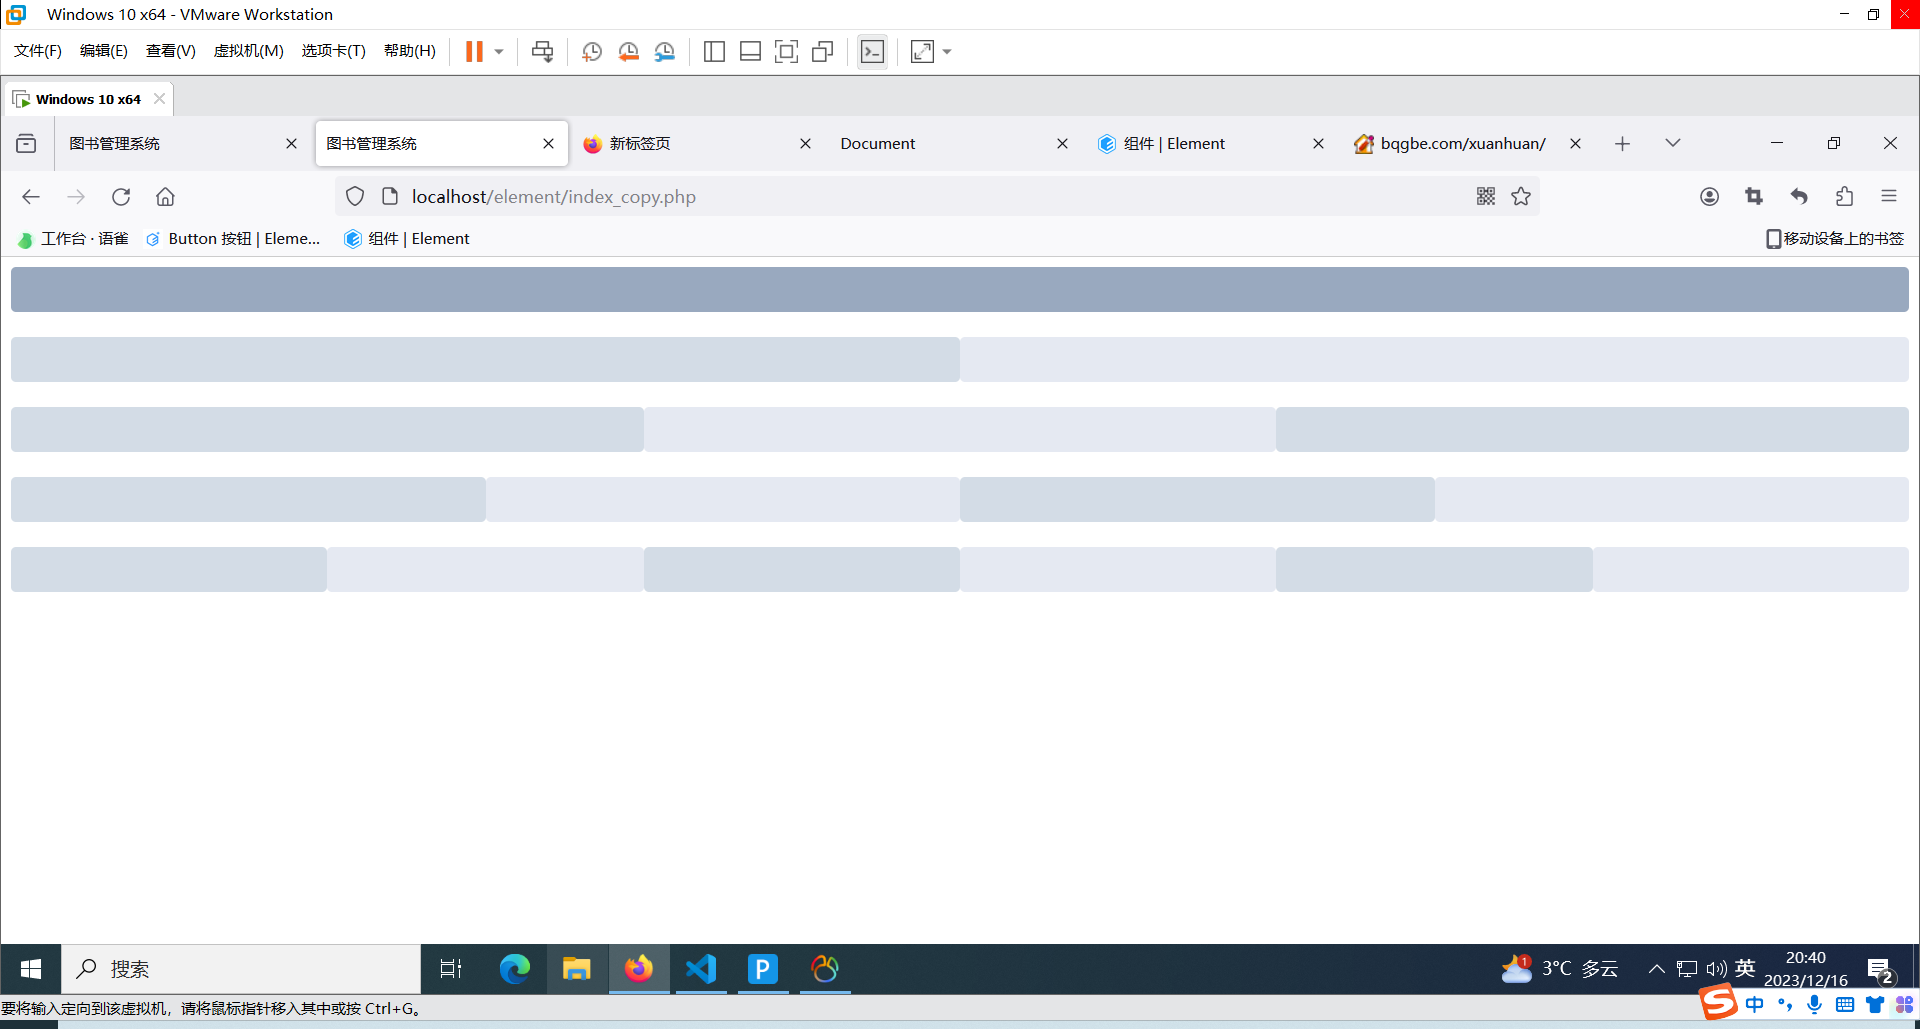 Windows 10 x64 - VMware Workstation
文件(F) 编辑(E) 查看(V) 虚拟机(M) 选项卡(T) 帮助(H)
Windows 10 x64
图书管理系统 图书管理系统 新标签页 Document 组件 | Element bqgbe.com/xuanhuan/
localhost/element/index_copy.php
工作台 · 语雀 Button 按钮 | Eleme... 组件 | Element 移动设备上的书签
搜索 P 1 3°C 多云 英 20:40
2023/12/16 2
要将输入定向到该虚拟机，请将鼠标指针移入其中或按 Ctrl+G。 S 中